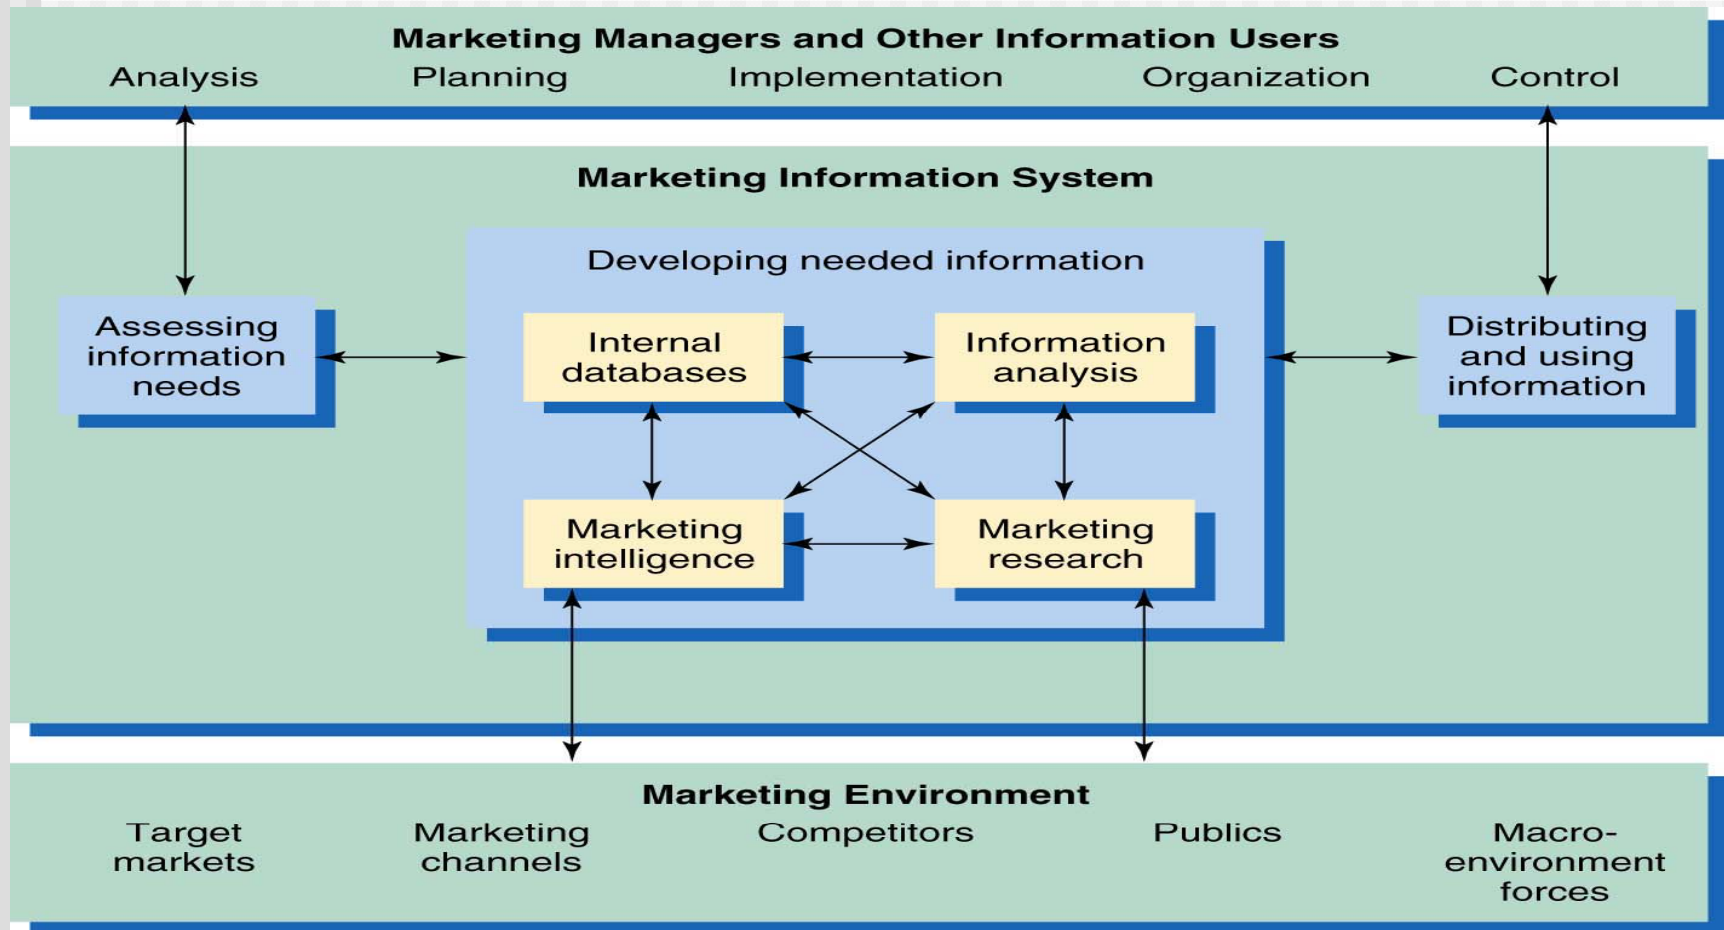 Marketing Managers and Other Information Users
Analysis Planning Implementation Organization Control
Marketing Information System
Developing needed information
Assessing
information
needs
Internal
databases
Information
analysis
Distributing
and using
information
Marketing
intelligence
Marketing
research
Marketing Environment
Target
markets
Marketing
channels
Competitors
Publics
Macro-
environment
forces